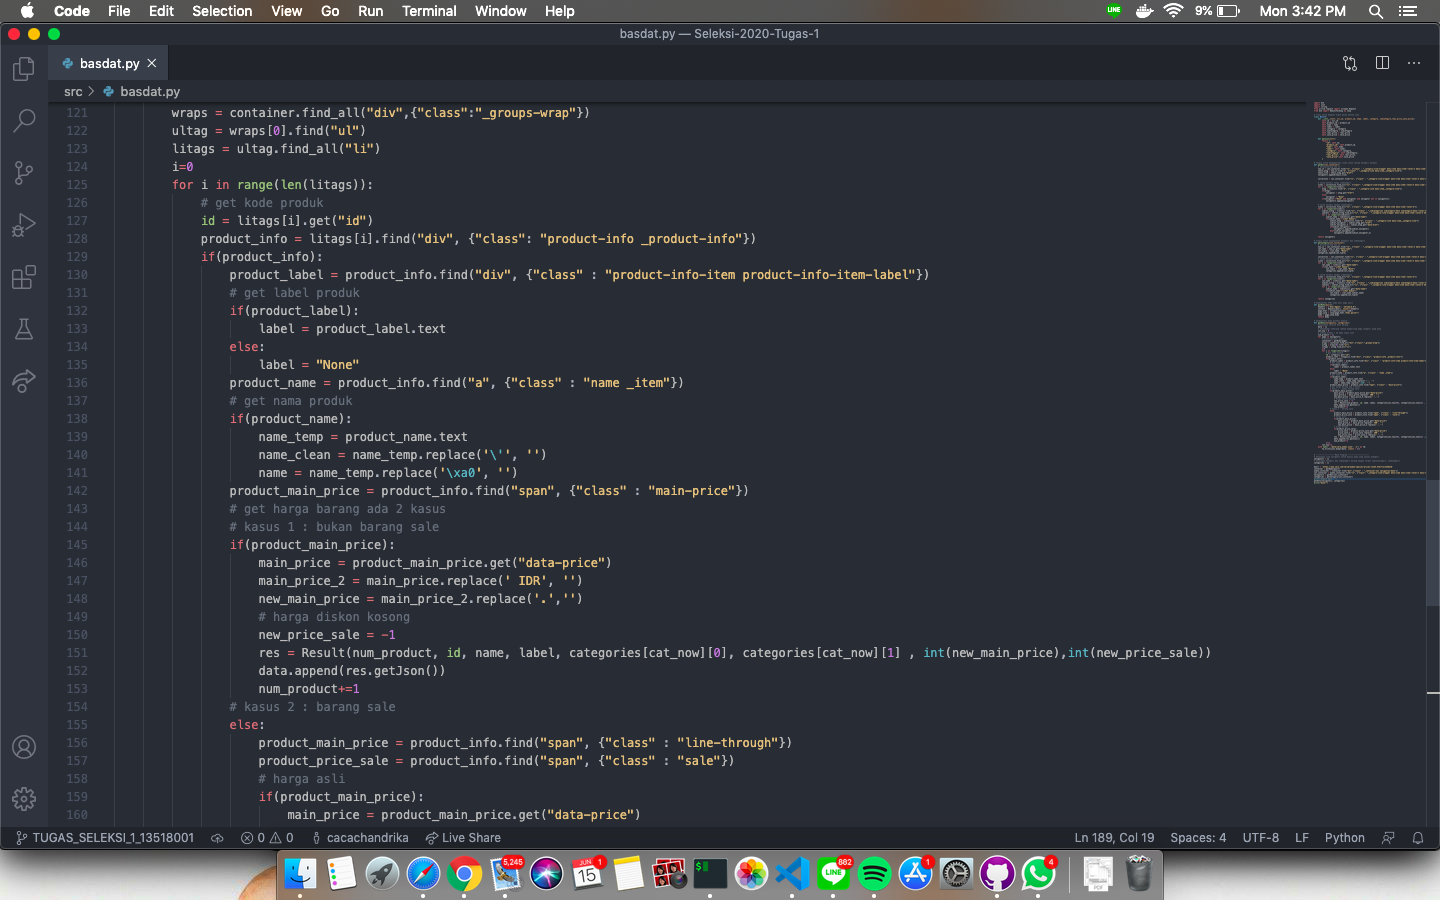 Code File Edit Selection View Go Run Terminal Window Help LINE 9% Mon 3:42 PM
basdat.py — Seleksi-2020-Tugas-1
basdat.py
src > basdat.py
121 wraps = container.find_all("div",{"class":"_groups-wrap"})
122 ultag = wraps[0].find("ul")
123 litags = ultag.find_all("li")
124 i=0
125 for i in range(len(litags)):
126 # get kode produk
127 id = litags[i].get("id")
128 product_info = litags[i].find("div", {"class": "product-info _product-info"})
129 if(product_info):
130 product_label = product_info.find("div", {"class" : "product-info-item product-info-item-label"})
131 # get label produk
132 if(product_label):
133 label = product_label.text
134 else:
135 label = "None"
136 product_name = product_info.find("a", {"class" : "name _item"})
137 # get nama produk
138 if(product_name):
139 name_temp = product_name.text
140 name_clean = name_temp.replace('\'', '')
141 name = name_temp.replace('\xa0', '')
142 product_main_price = product_info.find("span", {"class" : "main-price"})
143 # get harga barang ada 2 kasus
144 # kasus 1 : bukan barang sale
145 if(product_main_price):
146 main_price = product_main_price.get("data-price")
147 main_price_2 = main_price.replace(' IDR', '')
148 new_main_price = main_price_2.replace('.','')
149 # harga diskon kosong
150 new_price_sale = -1
151 res = Result(num_product, id, name, label, categories[cat_now][0], categories[cat_now][1] , int(new_main_price),int(new_price_sale))
152 data.append(res.getJson())
153 num_product+=1
154 # kasus 2 : barang sale
155 else:
156 product_main_price = product_info.find("span", {"class" : "line-through"})
157 product_price_sale = product_info.find("span", {"class" : "sale"})
158 # harga asli
159 if(product_main_price):
160 main_price = product_main_price.get("data-price")
TUGAS_SELEKSI_1_13518001 0 0 cacachandrika Live Share Ln 189, Col 19 Spaces: 4 UTF-8 LF Python
5,245 JUN 1 15 $ LINE 682 1 4 PDF